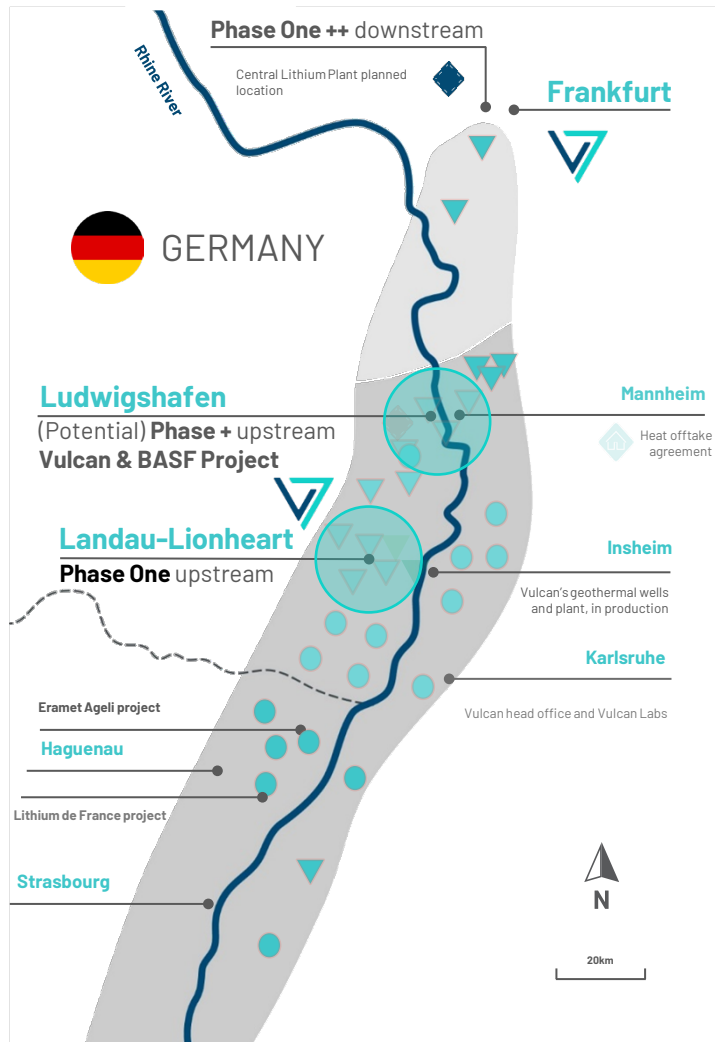 Phase One ++ downstream
Central Lithium Plant planned
location
Rhine River
Frankfurt
GERMANY
Ludwigshafen
(Potential) Phase + upstream
Vulcan & BASF Project
Mannheim
Heat offtake
agreement
Landau-Lionheart
Phase One upstream
Insheim
Vulcan's geothermal wells
and plant, in production
Karlsruhe
Vulcan head office and Vulcan Labs
Eramet Ageli project
Haguenau
Lithium de France project
Strasbourg
N
20km